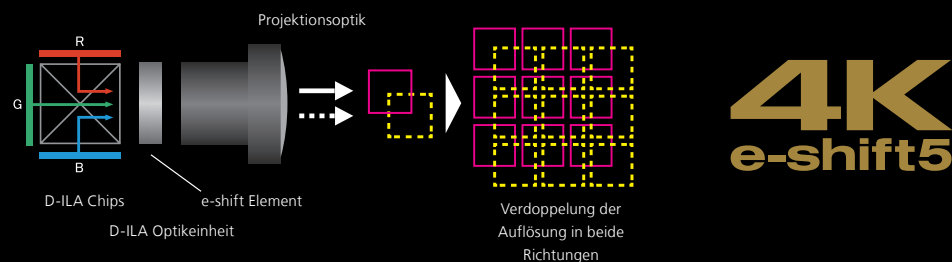 Projektionsoptik
R
G
B
D-ILA Chips
e-shift Element
D-ILA Optikeinheit
Verdoppelung der
Auflösung in beide
Richtungen
4K
e-shift5